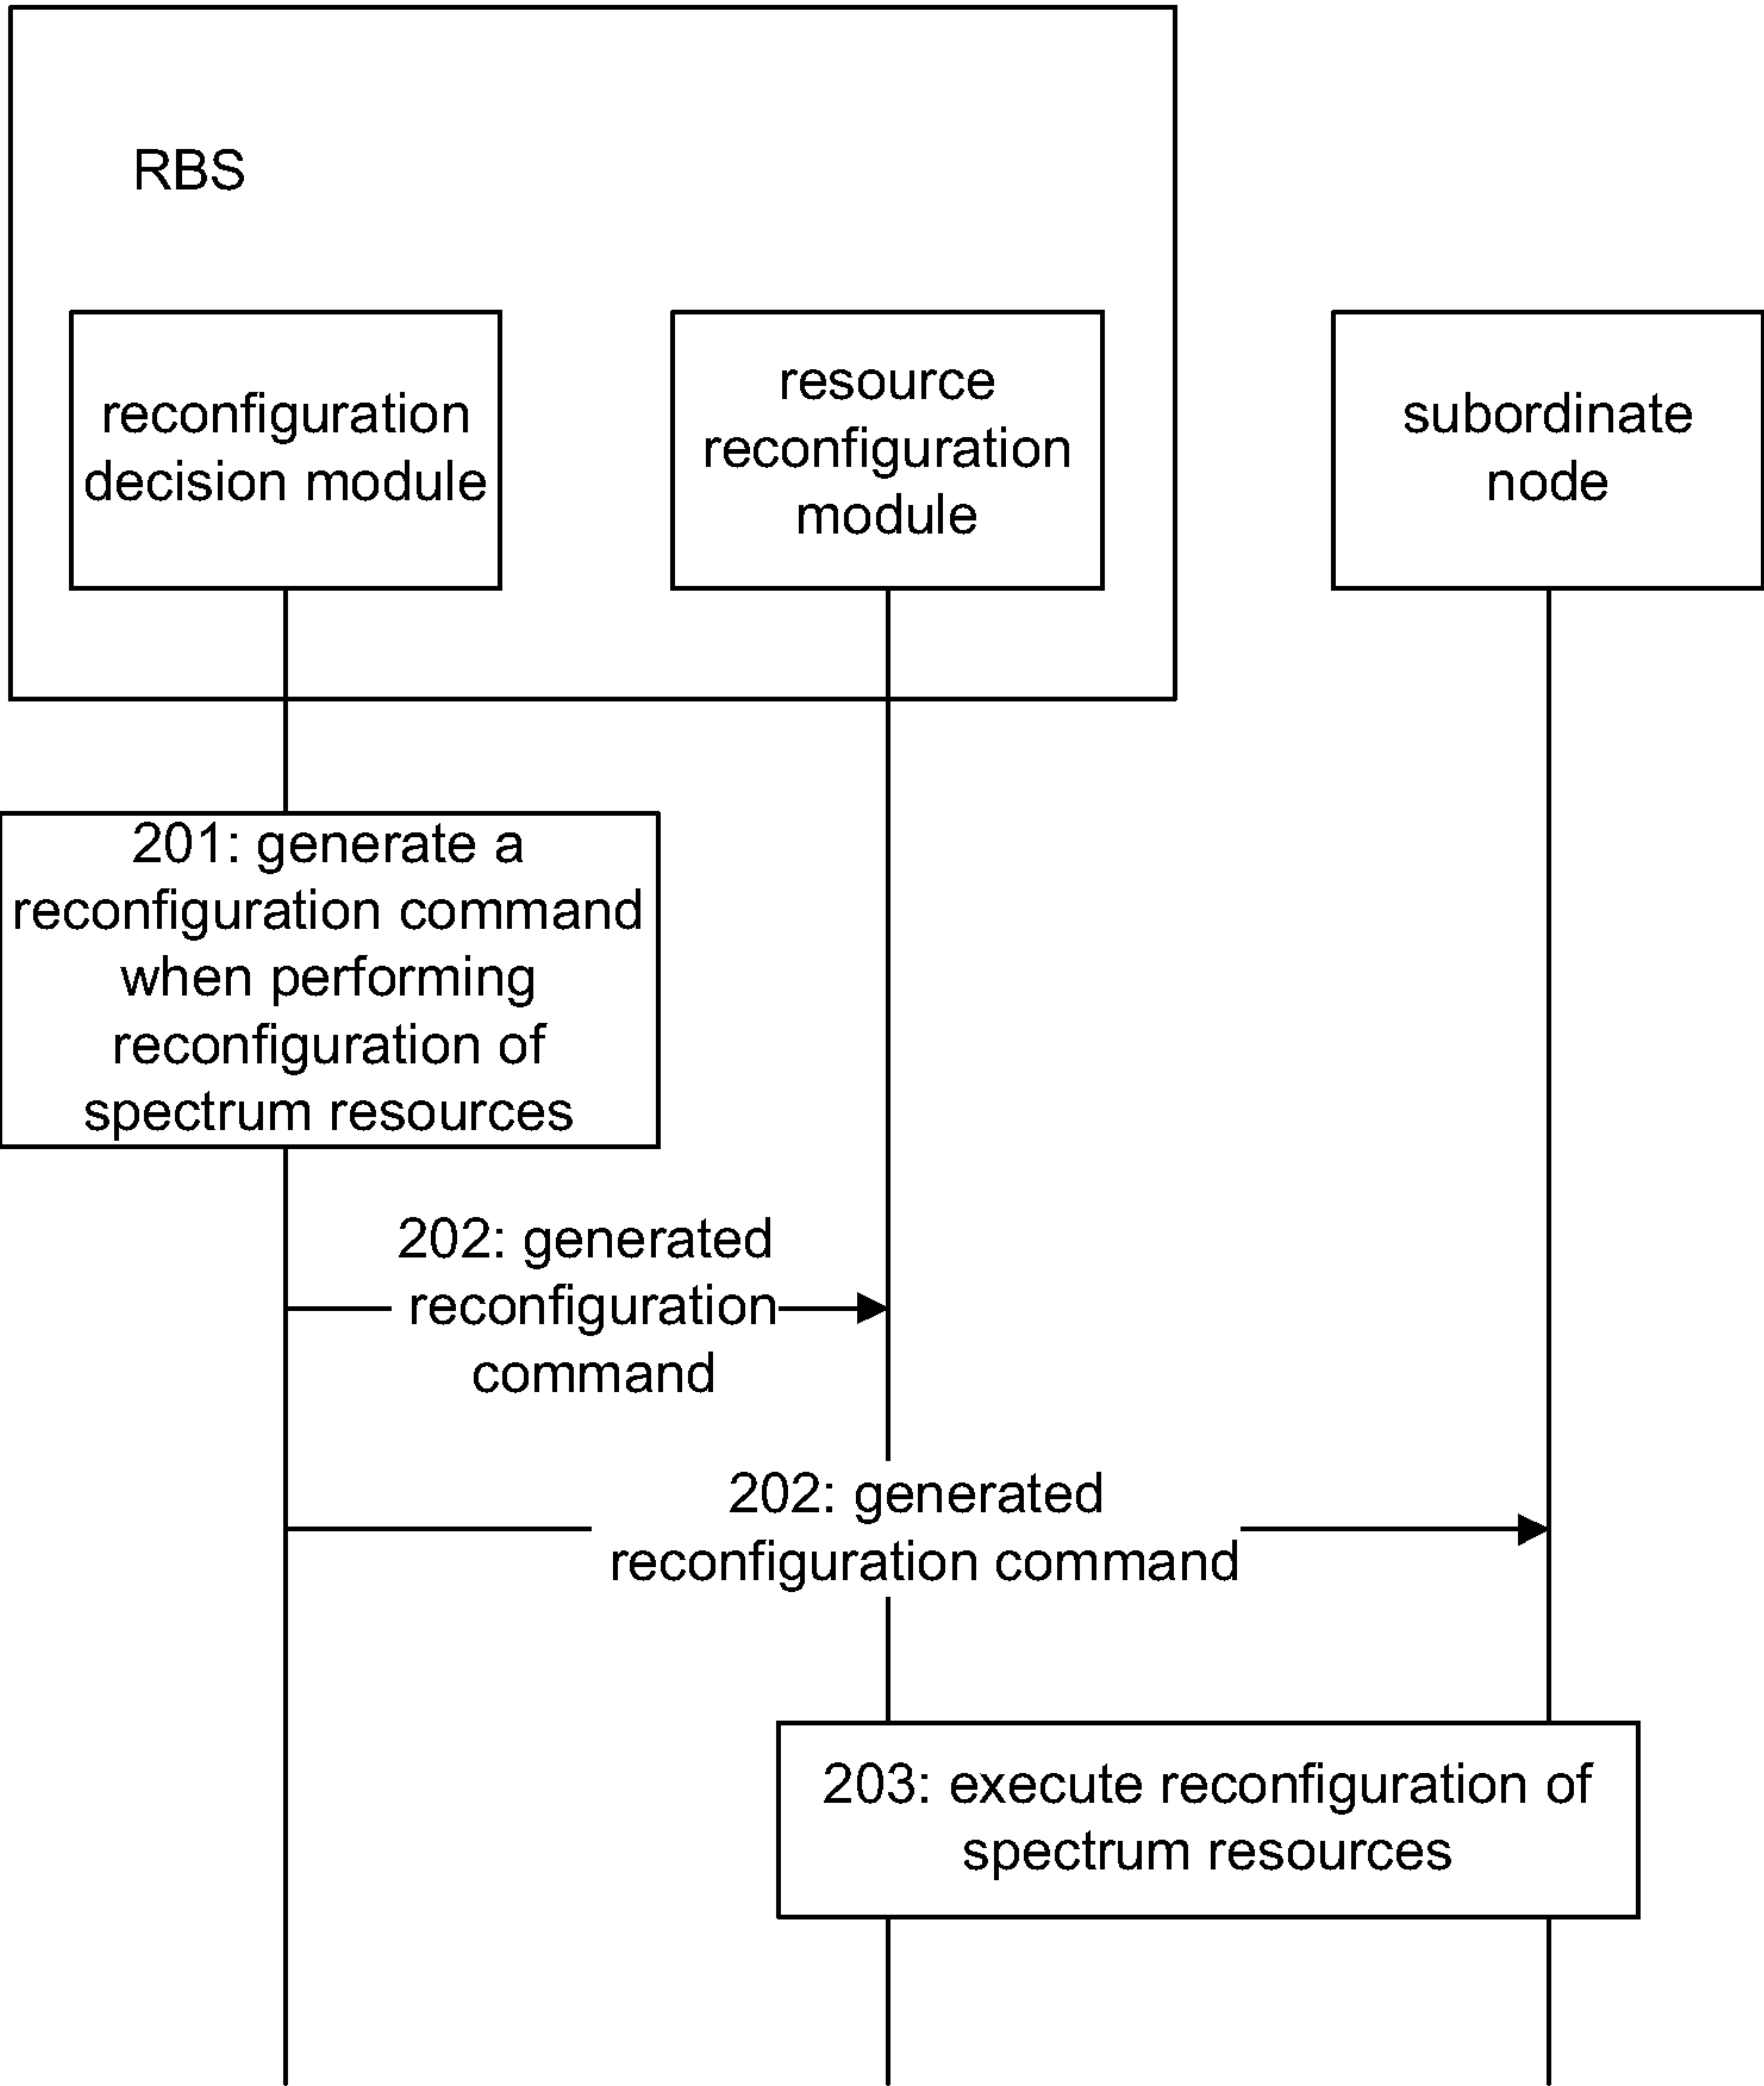 RBS
reconfiguration
decision module
resource
reconfiguration
module
subordinate
node
201: generate a
reconfiguration command
when performing
reconfiguration of
spectrum resources
202: generated
reconfiguration
command
202: generated
reconfiguration command
203: execute reconfiguration of
spectrum resources